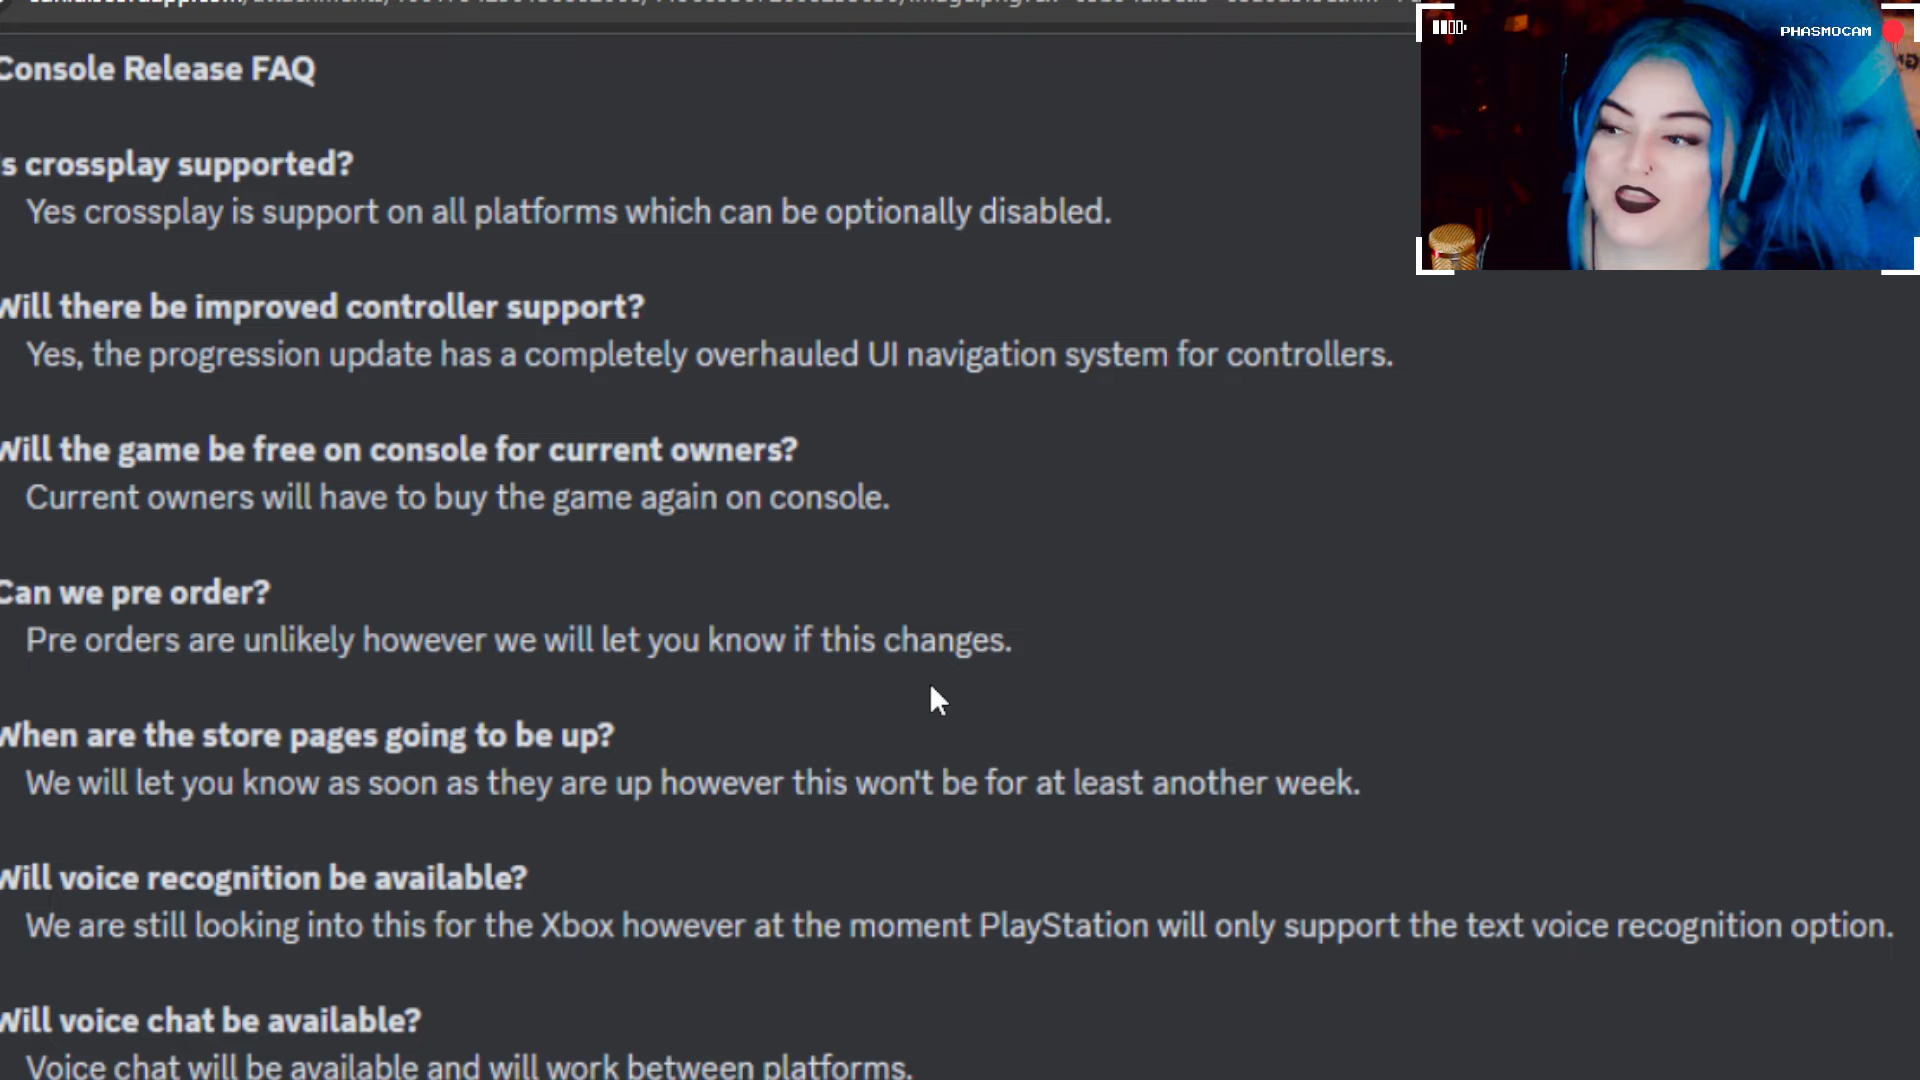 Console Release FAQ
PHASMOCAM
s crossplay supported?
Yes crossplay is support on all platforms which can be optionally disabled.
Will there be improved controller support?
Yes, the progression update has a completely overhauled UI navigation system for controllers.
Will the game be free on console for current owners?
Current owners will have to buy the game again on console.
Can we pre order?
Pre orders are unlikely however we will let you know if this changes.
When are the store pages going to be up?
We will let you know as soon as they are up however this won't be for at least another week.
Will voice recognition be available?
We are still looking into this for the Xbox however at the moment PlayStation will only support the text voice recognition option.
Will voice chat be available?
Voice chat will be available and will work between platforms.